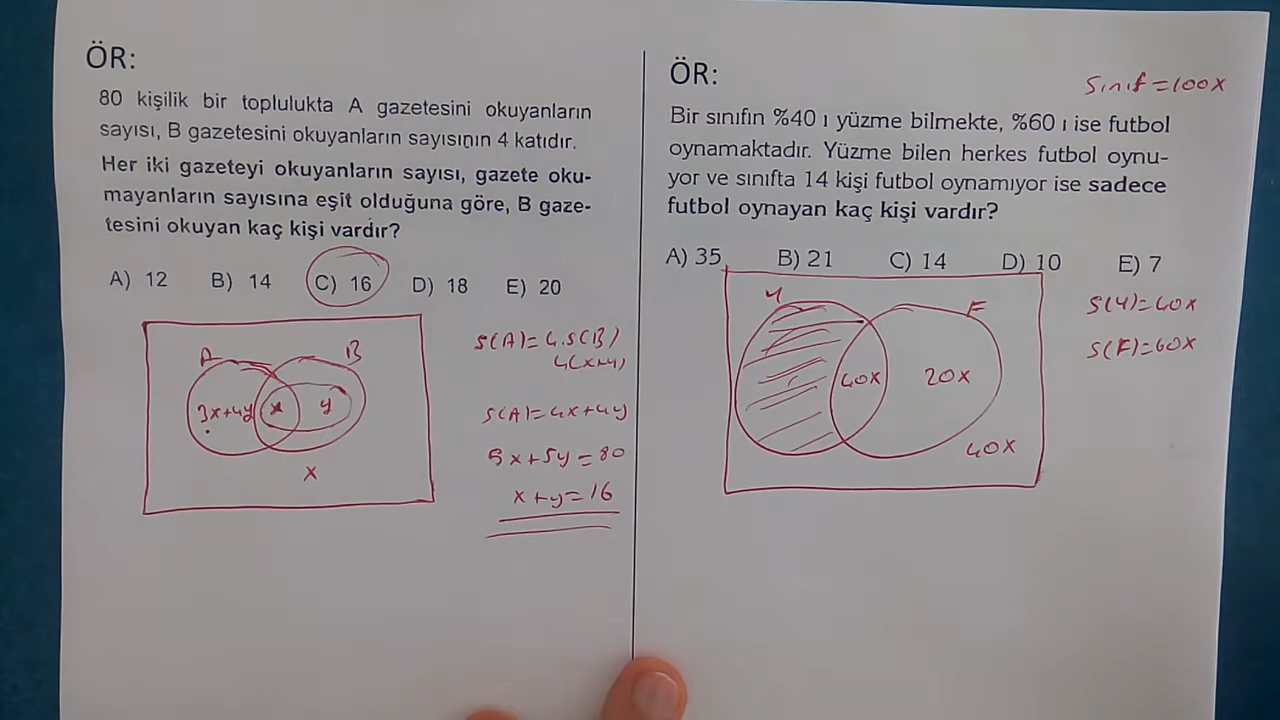 ÖR:
80 kişilik bir toplulukta A gazetesini okuyanların
sayısı, B gazetesini okuyanların sayısının 4 katıdır.
Her iki gazeteyi okuyanların sayısı, gazete oku-
mayanların sayısına eşit olduğuna göre, B gaze-
tesini okuyan kaç kişi vardır?
A) 12 B) 14 C) 16 D) 18 E) 20
A B
3x+4y x y
x
S(A)=4.S(B)
4(x+y)
S(A)=4x+4y
5x+5y=80
x+y=16
ÖR:
Sınıf=100x
Bir sınıfın %40 ı yüzme bilmekte, %60 ı ise futbol
oynamaktadır. Yüzme bilen herkes futbol oynu-
yor ve sınıfta 14 kişi futbol oynamıyor ise sadece
futbol oynayan kaç kişi vardır?
A) 35 B) 21 C) 14 D) 10 E) 7
Y F
40x 20x
40x
S(Y)=40x
S(F)=60x